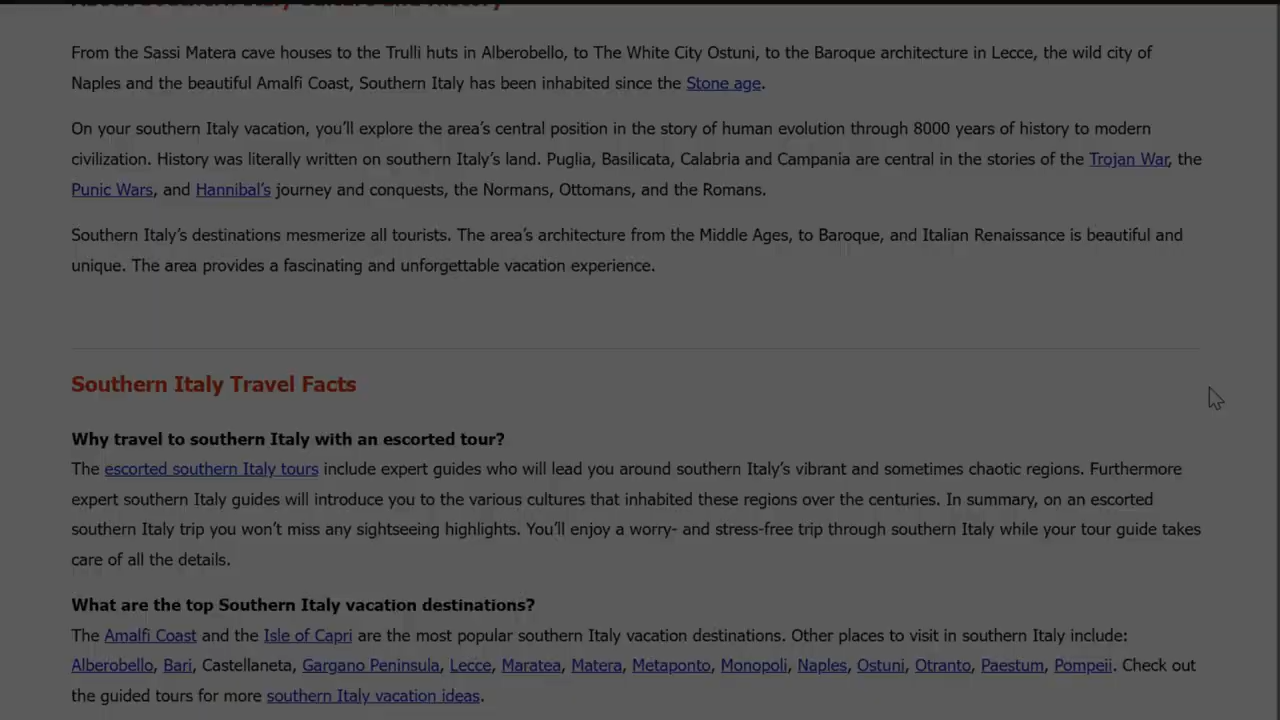 About Southern Italy Culture and History
From the Sassi Matera cave houses to the Trulli huts in Alberobello, to The White City Ostuni, to the Baroque architecture in Lecce, the wild city of
Naples and the beautiful Amalfi Coast, Southern Italy has been inhabited since the Stone age.
On your southern Italy vacation, you’ll explore the area’s central position in the story of human evolution through 8000 years of history to modern
civilization. History was literally written on southern Italy’s land. Puglia, Basilicata, Calabria and Campania are central in the stories of the Trojan War, the
Punic Wars, and Hannibal’s journey and conquests, the Normans, Ottomans, and the Romans.
Southern Italy’s destinations mesmerize all tourists. The area’s architecture from the Middle Ages, to Baroque, and Italian Renaissance is beautiful and
unique. The area provides a fascinating and unforgettable vacation experience.
Southern Italy Travel Facts
Why travel to southern Italy with an escorted tour?
The escorted southern Italy tours include expert guides who will lead you around southern Italy’s vibrant and sometimes chaotic regions. Furthermore
expert southern Italy guides will introduce you to the various cultures that inhabited these regions over the centuries. In summary, on an escorted
southern Italy trip you won’t miss any sightseeing highlights. You’ll enjoy a worry- and stress-free trip through southern Italy while your tour guide takes
care of all the details.
What are the top Southern Italy vacation destinations?
The Amalfi Coast and the Isle of Capri are the most popular southern Italy vacation destinations. Other places to visit in southern Italy include:
Alberobello, Bari, Castellaneta, Gargano Peninsula, Lecce, Maratea, Matera, Metaponto, Monopoli, Naples, Ostuni, Otranto, Paestum, Pompeii. Check out
the guided tours for more southern Italy vacation ideas.